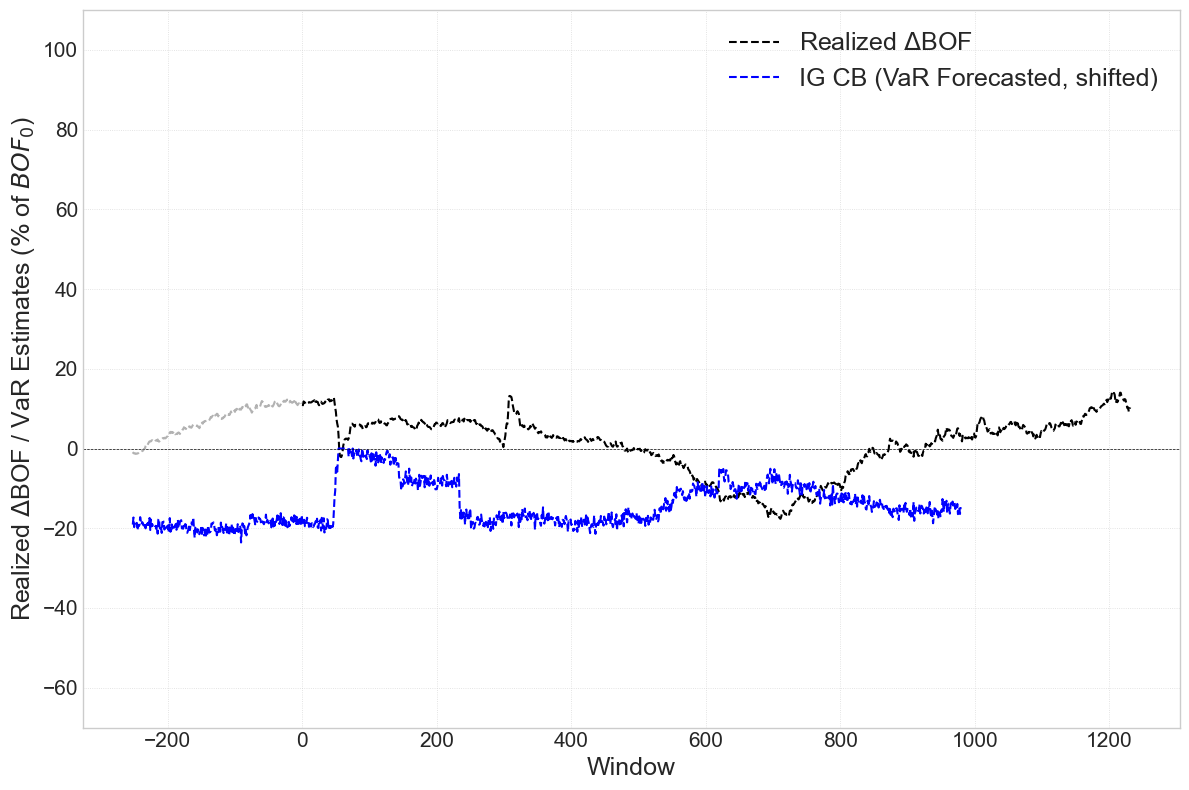 Realized ΔBOF
IG CB (VaR Forecasted, shifted)
Realized ΔBOF / VaR Estimates (% of BOF₀)
100
80
60
40
20
0
−20
−40
−60
−200 0 200 400 600 800 1000 1200
Window